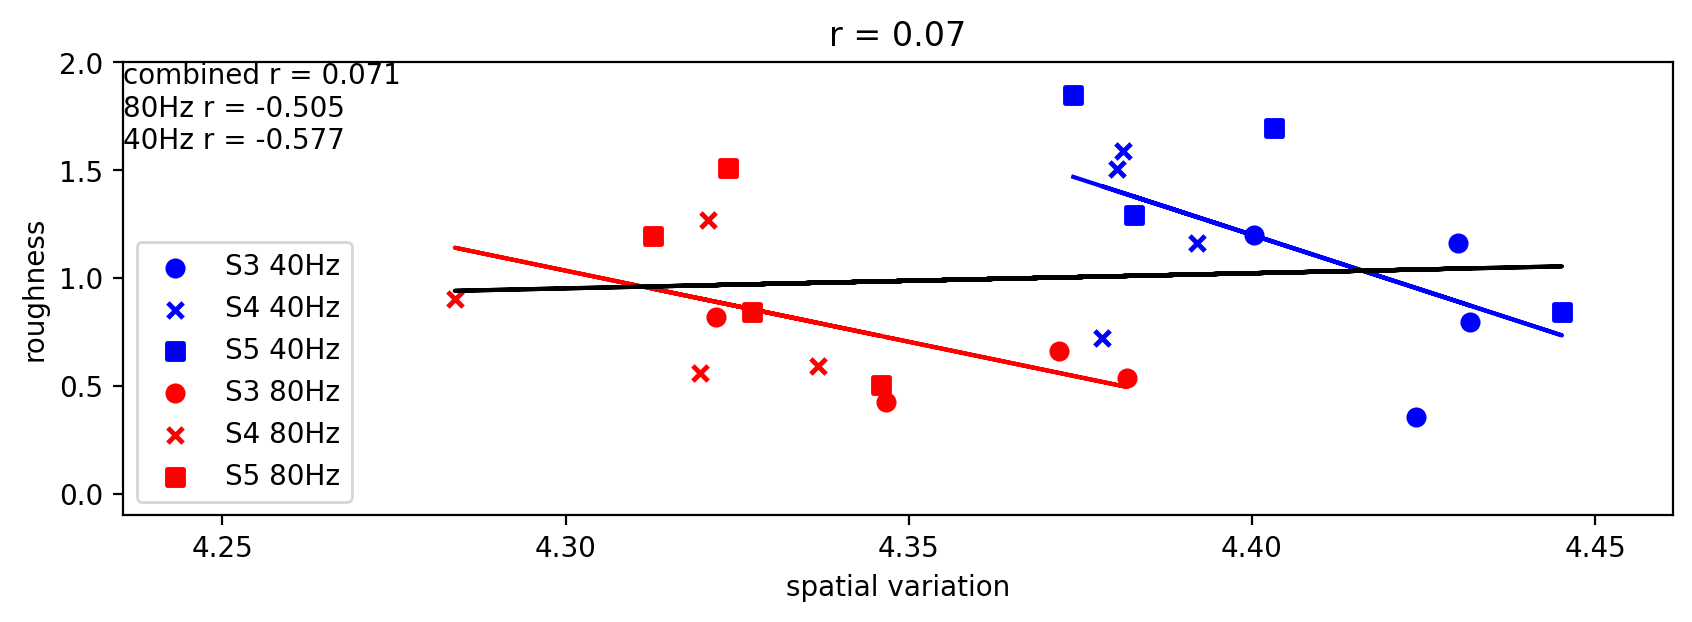 r = 0.07
combined r = 0.071
80Hz r = -0.505
40Hz r = -0.577
2.0
1.5
1.0
0.5
0.0
roughness
S3 40Hz
S4 40Hz
S5 40Hz
S3 80Hz
S4 80Hz
S5 80Hz
4.25 4.30 4.35 4.40 4.45
spatial variation